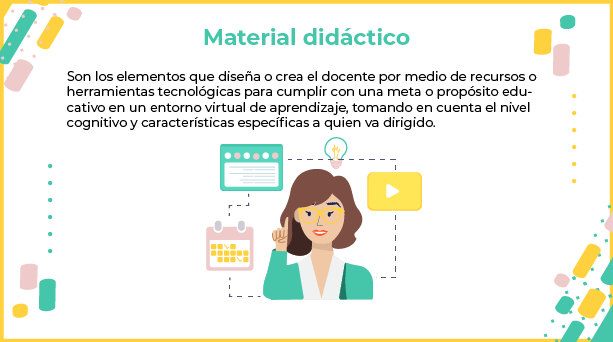 Material didáctico
Son los elementos que diseña o crea el docente por medio de recursos o
herramientas tecnológicas para cumplir con una meta o propósito edu-
cativo en un entorno virtual de aprendizaje, tomando en cuenta el nivel
cognitivo y características específicas a quien va dirigido.